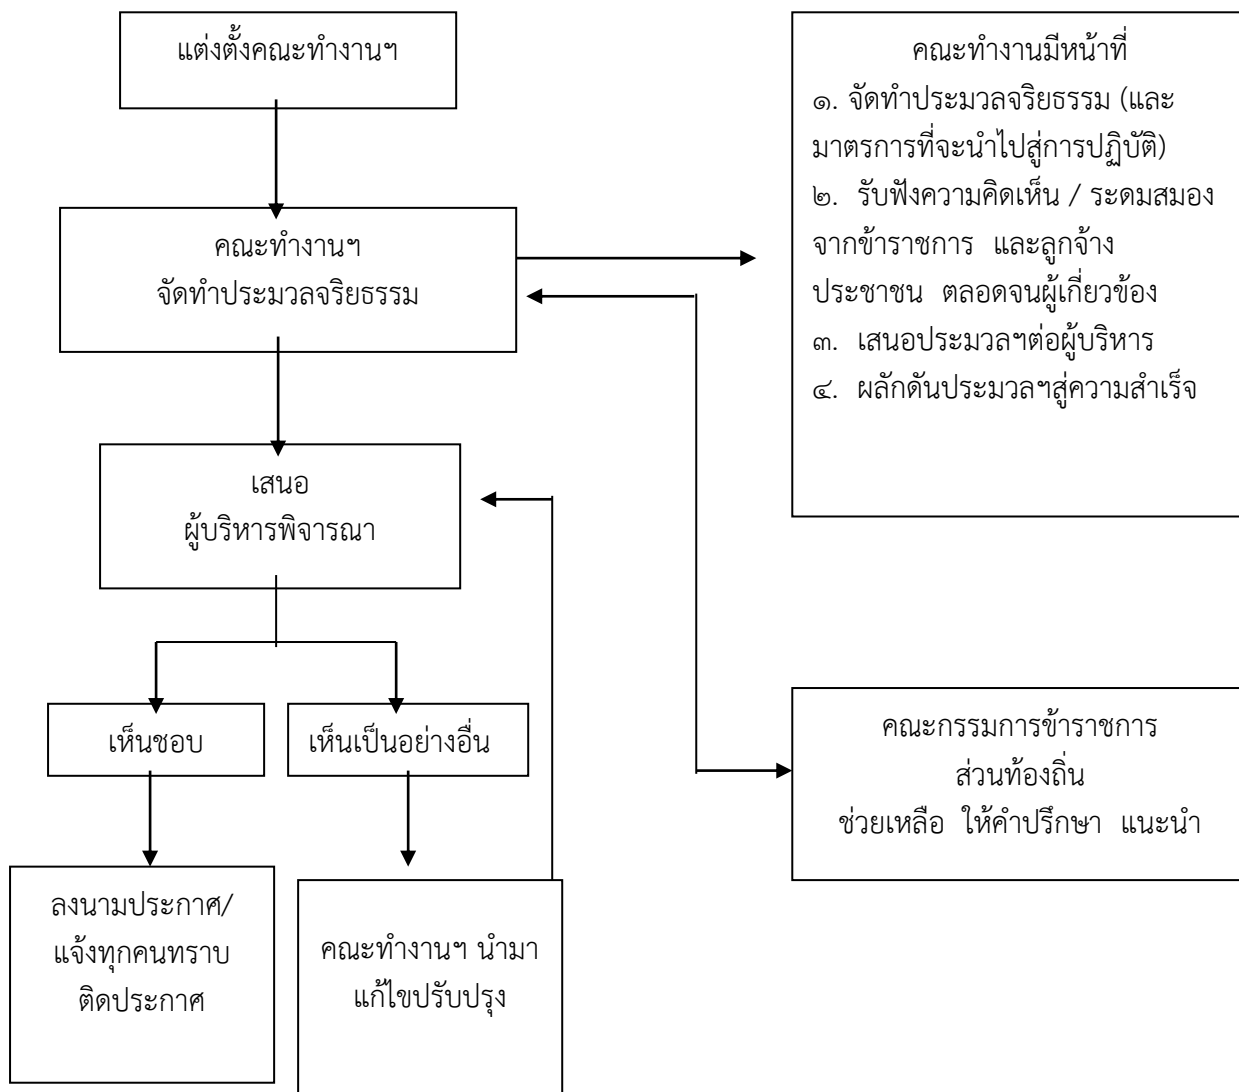 แต่งตั้งคณะทำงานฯ
คณะทำงานมีหน้าที่
๑. จัดทำประมวลจริยธรรม (และ
มาตรการที่จะนำไปสู่การปฏิบัติ)
๒. รับฟังความคิดเห็น / ระดมสมอง
จากข้าราชการ และลูกจ้าง
ประชาชน ตลอดจนผู้เกี่ยวข้อง
๓. เสนอประมวลฯต่อผู้บริหาร
๔. ผลักดันประมวลฯสู่ความสำเร็จ
คณะทำงานฯ
จัดทำประมวลจริยธรรม
เสนอ
ผู้บริหารพิจารณา
เห็นชอบ
เห็นเป็นอย่างอื่น
คณะกรรมการข้าราชการ
ส่วนท้องถิ่น
ช่วยเหลือ ให้คำปรึกษา แนะนำ
ลงนามประกาศ/
แจ้งทุกคนทราบ
ติดประกาศ
คณะทำงานฯ นำมา
แก้ไขปรับปรุง